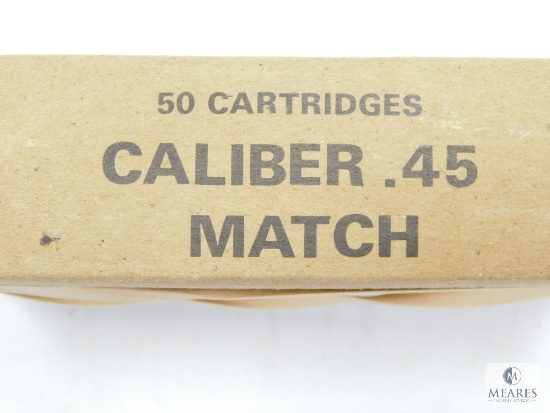 50 CARTRIDGES
CALIBER .45
MATCH
M
MEARES